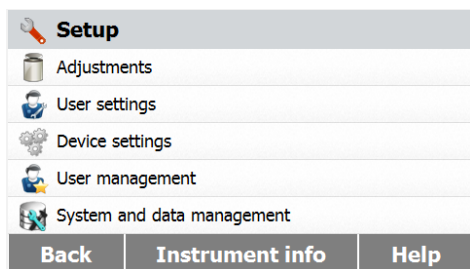 Setup
Adjustments
User settings
Device settings
User management
System and data management
Back Instrument info Help